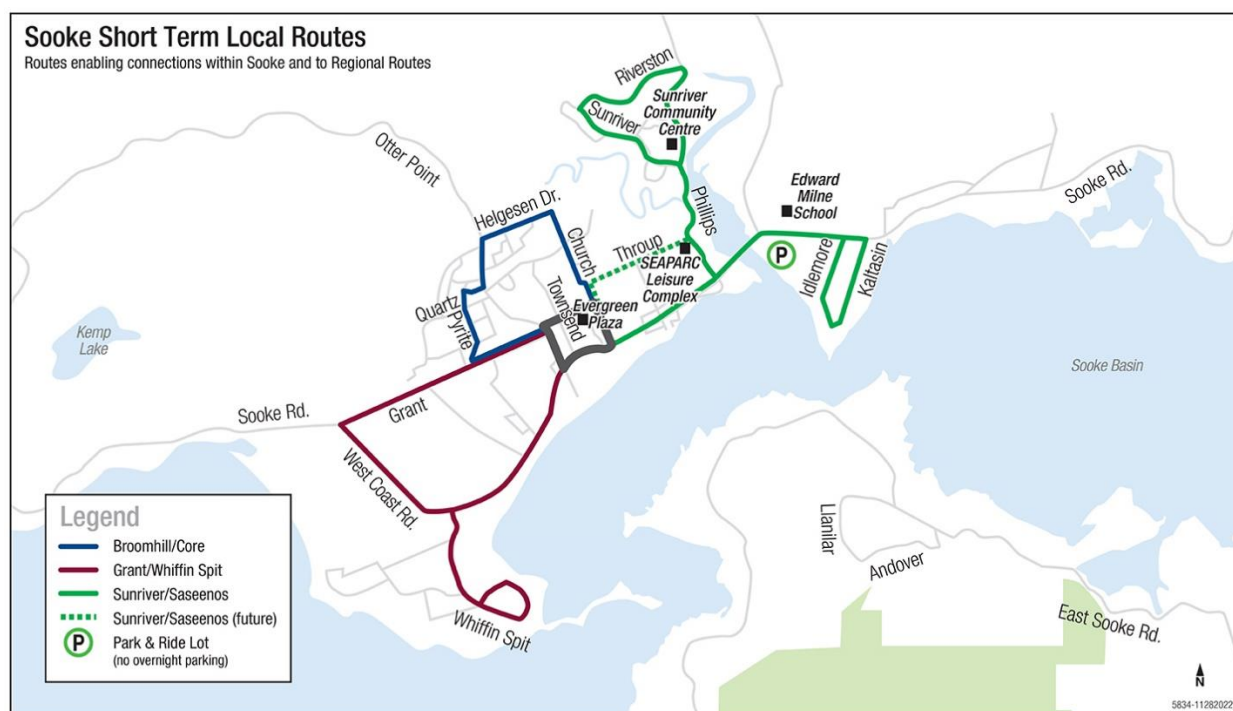 Sooke Short Term Local Routes
Routes enabling connections within Sooke and to Regional Routes
Riverston
Sunriver
Sunriver
Community
Centre
Otter Point
Phillips
Edward
Milne
School
Sooke Rd.
Helgesen Dr.
Church
Throup
P
Idlemore
Kaltasin
SEAPARC
Leisure
Complex
Quartz
Pyrite
Townsend
Evergreen
Plaza
Kemp
Lake
Sooke Basin
Sooke Rd.
Grant
West Coast Rd.
Whiffin Spit
Llanilar
Andover
East Sooke Rd.
Legend
Broomhill/Core
Grant/Whiffin Spit
Sunriver/Saseenos
Sunriver/Saseenos (future)
P
Park & Ride Lot
(no overnight parking)
N
5834-11282022